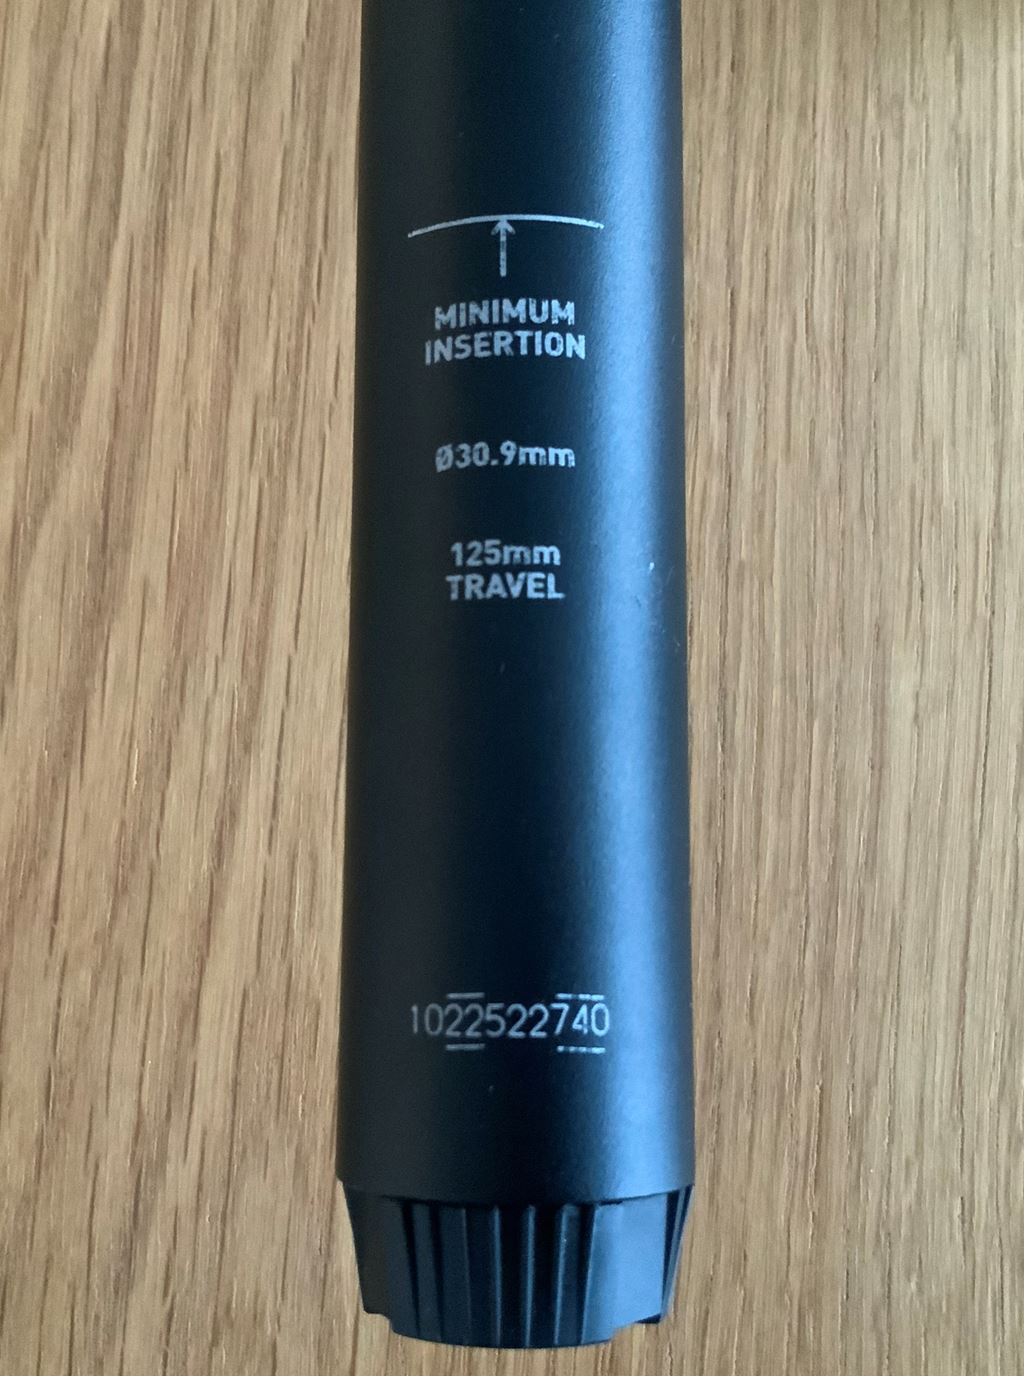 MINIMUM
INSERTION
Ø30.9mm
125mm
TRAVEL
1022522740